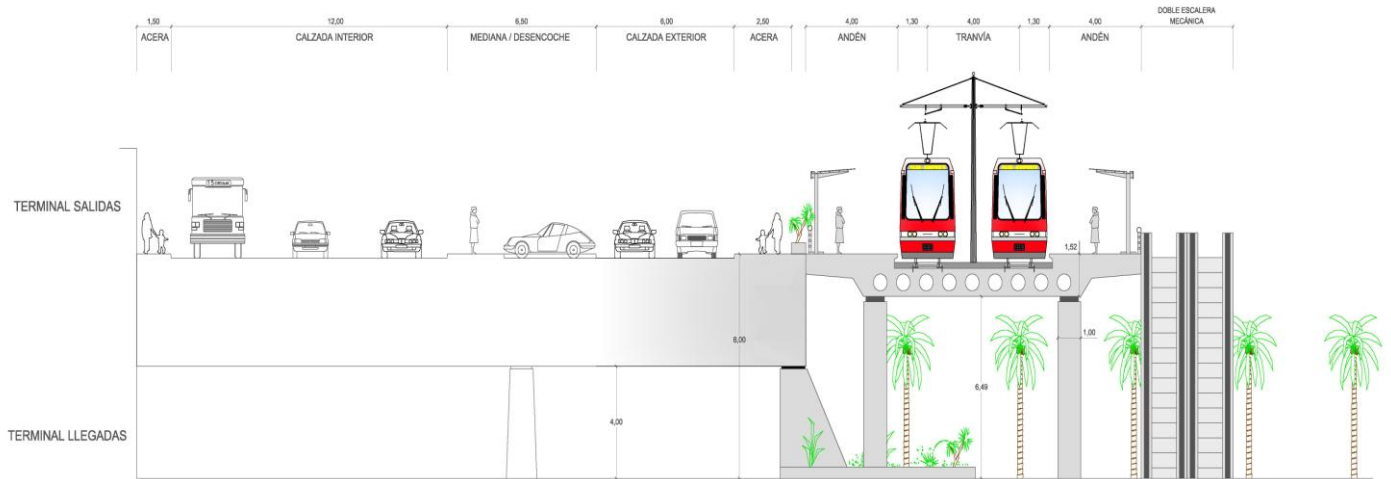 DOBLE ESCALERA
MECÁNICA
1,50
12,00
6,50
6,00
2,50
4,00
1,30
4,00
1,30
4,00
ACERA
CALZADA INTERIOR
MEDIANA / DESENCOCHE
CALZADA EXTERIOR
ACERA
ANDÉN
TRANVÍA
ANDÉN
TERMINAL SALIDAS
1,52
8,00
1,00
6,49
4,00
TERMINAL LLEGADAS